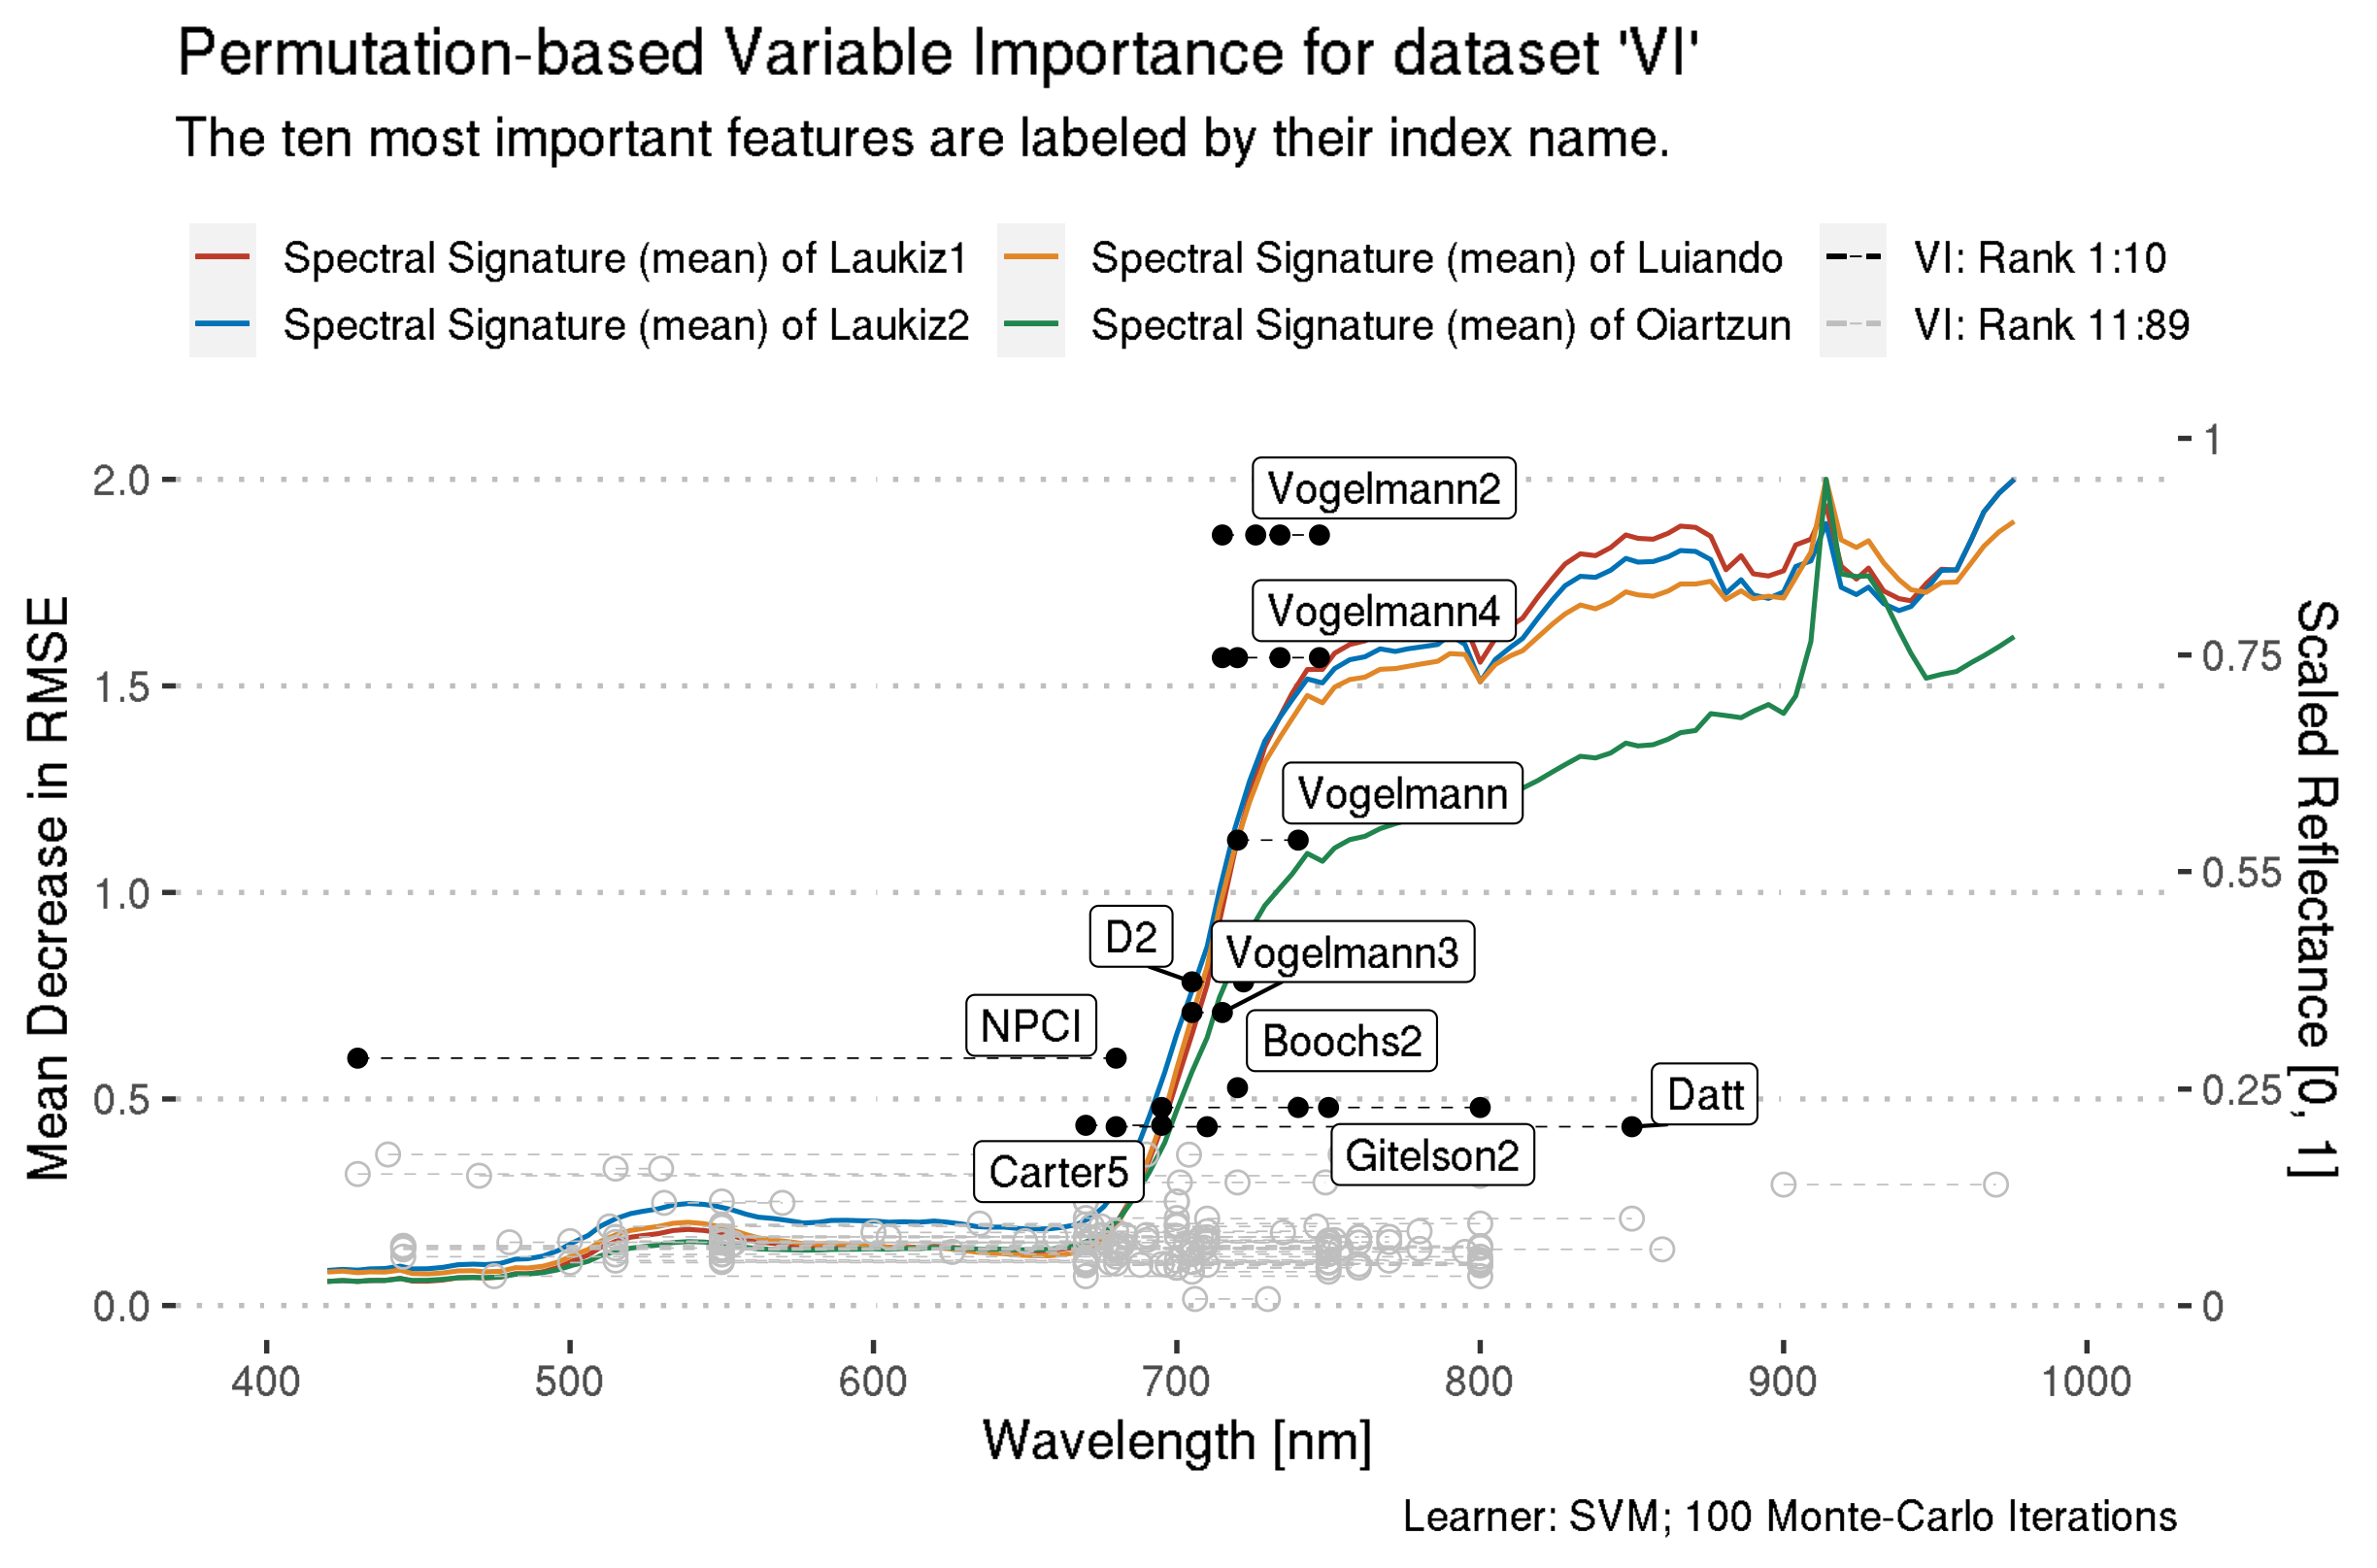 Permutation-based Variable Importance for dataset 'VI'
The ten most important features are labeled by their index name.
Spectral Signature (mean) of Laukiz1
Spectral Signature (mean) of Luiando
VI: Rank 1:10
Spectral Signature (mean) of Laukiz2
Spectral Signature (mean) of Oiartzun
VI: Rank 11:89
Mean Decrease in RMSE
2.0
1.5
1.0
0.5
0.0
Vogelmann2
Vogelmann4
Vogelmann
D2
Vogelmann3
NPCI
Boochs2
Datt
Carter5
Gitelson2
1
0.75
0.55
0.25
0
Scaled Reflectance [0, 1]
400
500
600
700
800
900
1000
Wavelength [nm]
Learner: SVM; 100 Monte-Carlo Iterations